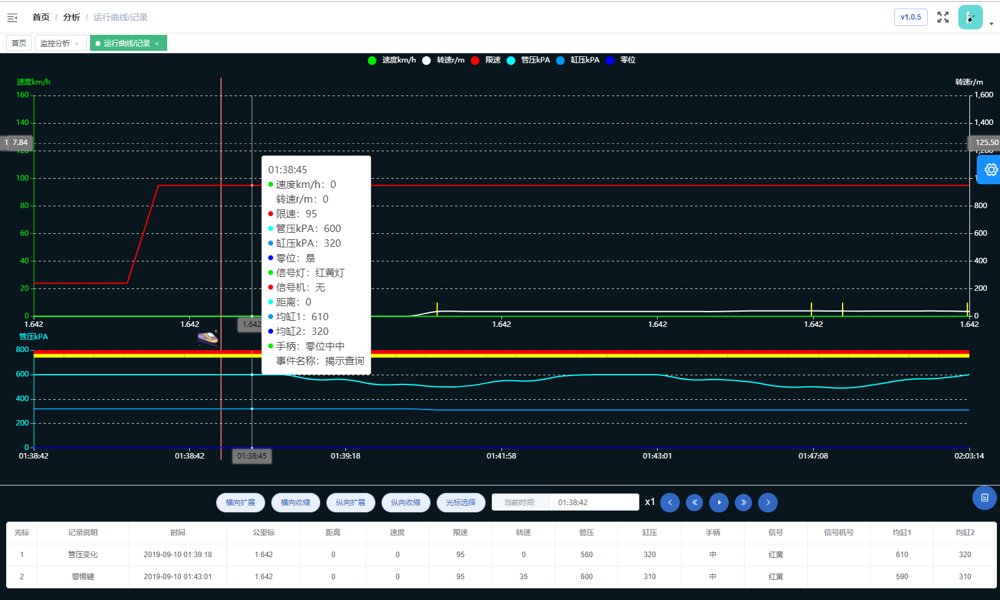 首页 / 分析 / 运行曲线/记录
v1.0.5
首页 监控分析 × 运行曲线/记录 ×
速度km/h 转速r/m 限速 管压kPA 缸压kPA 零位
速度km/h 转速r/m
160 1,600
140 1,400
7.84 125.50
120 1,200
100
80 800
60 600
40 400
20 200
0 0
1.642 1.642 1.642 1.642 1.642 1.642 1.642
01:38:45
速度km/h：0
转速r/m：0
限速：95
管压kPA：600
缸压kPA：320
零位：是
信号灯：红黄灯
信号机：无
距离：0
均缸1：610
均缸2：320
手柄：零位中中
事件名称：揭示查询
管压kPA
800
600
400
200
0
01:38:42 01:38:42 01:38:45 01:39:18 01:41:58 01:43:01 01:47:08 02:03:14
横向扩展 横向收缩 纵向扩展 纵向收缩 光标选择 当前时间: 01:38:42 x1
光标 记录说明 时间 公里标 距离 速度 限速 转速 管压 缸压 手柄 信号 信号机号 均缸1 均缸2
1 管压变化 2019-09-10 01:39:18 1.642 0 0 95 0 560 320 中 红黄 610 320
2 警惕键 2019-09-10 01:43:01 1.642 0 0 95 35 600 310 中 红黄 590 310